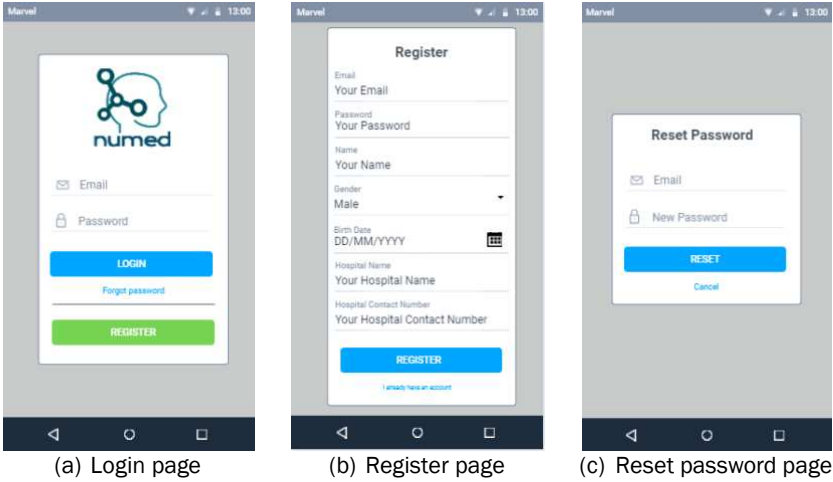 Marvel
13:00
numed
Email
Password
LOGIN
Forgot password
REGISTER
(a) Login page
Marvel
13:00
Register
Email
Your Email
Password
Your Password
Name
Your Name
Gender
Male
Birth Date
DD/MM/YYYY
Hospital Name
Your Hospital Name
Hospital Contact Number
Your Hospital Contact Number
REGISTER
I already have an account
(b) Register page
Marvel
13:00
Reset Password
Email
New Password
RESET
Cancel
(c) Reset password page